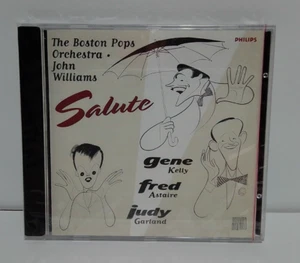 The Boston Pops
Orchestra •
John
Williams
PHILIPS
Salute
gene
Kelly
fred
Astaire
judy
Garland